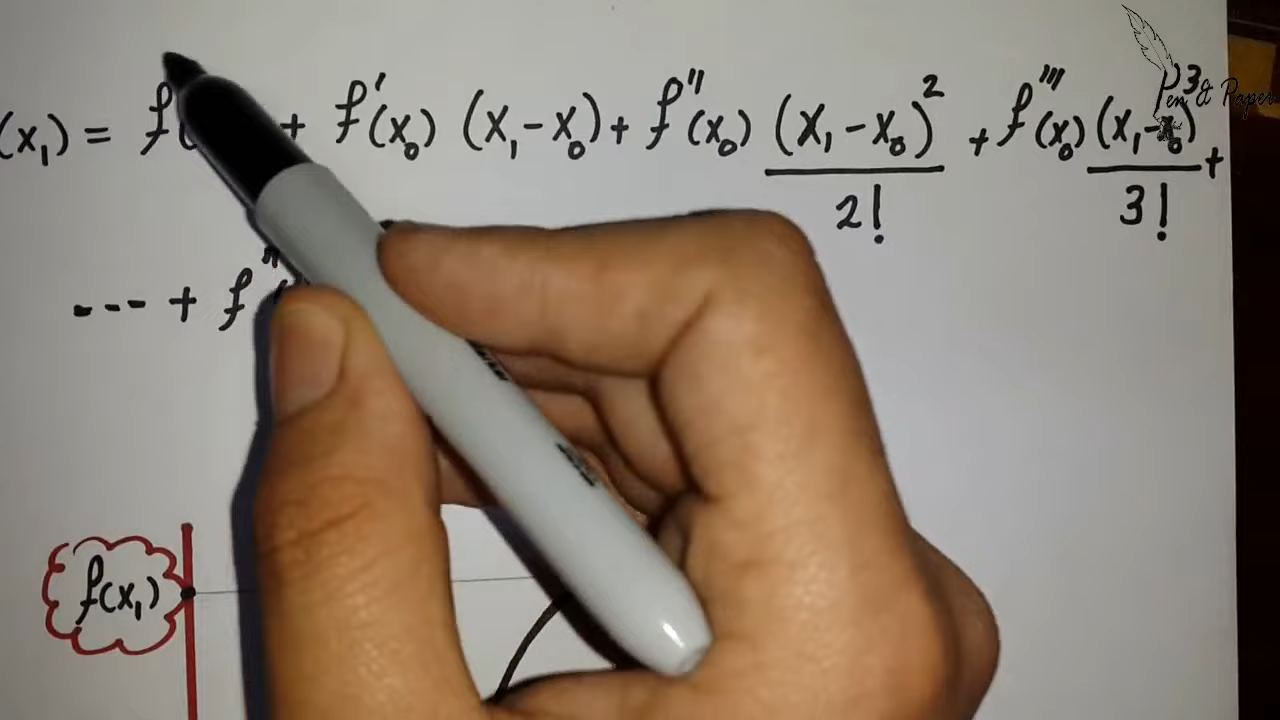 (x₁) = f( + f'(x₀) (x₁-x₀) + f''(x₀) (x₁-x₀)²/2! + f'''(x₀) (x₁-x₀)³/3! +
--- + f''(
f(x₁)
Pen & Paper